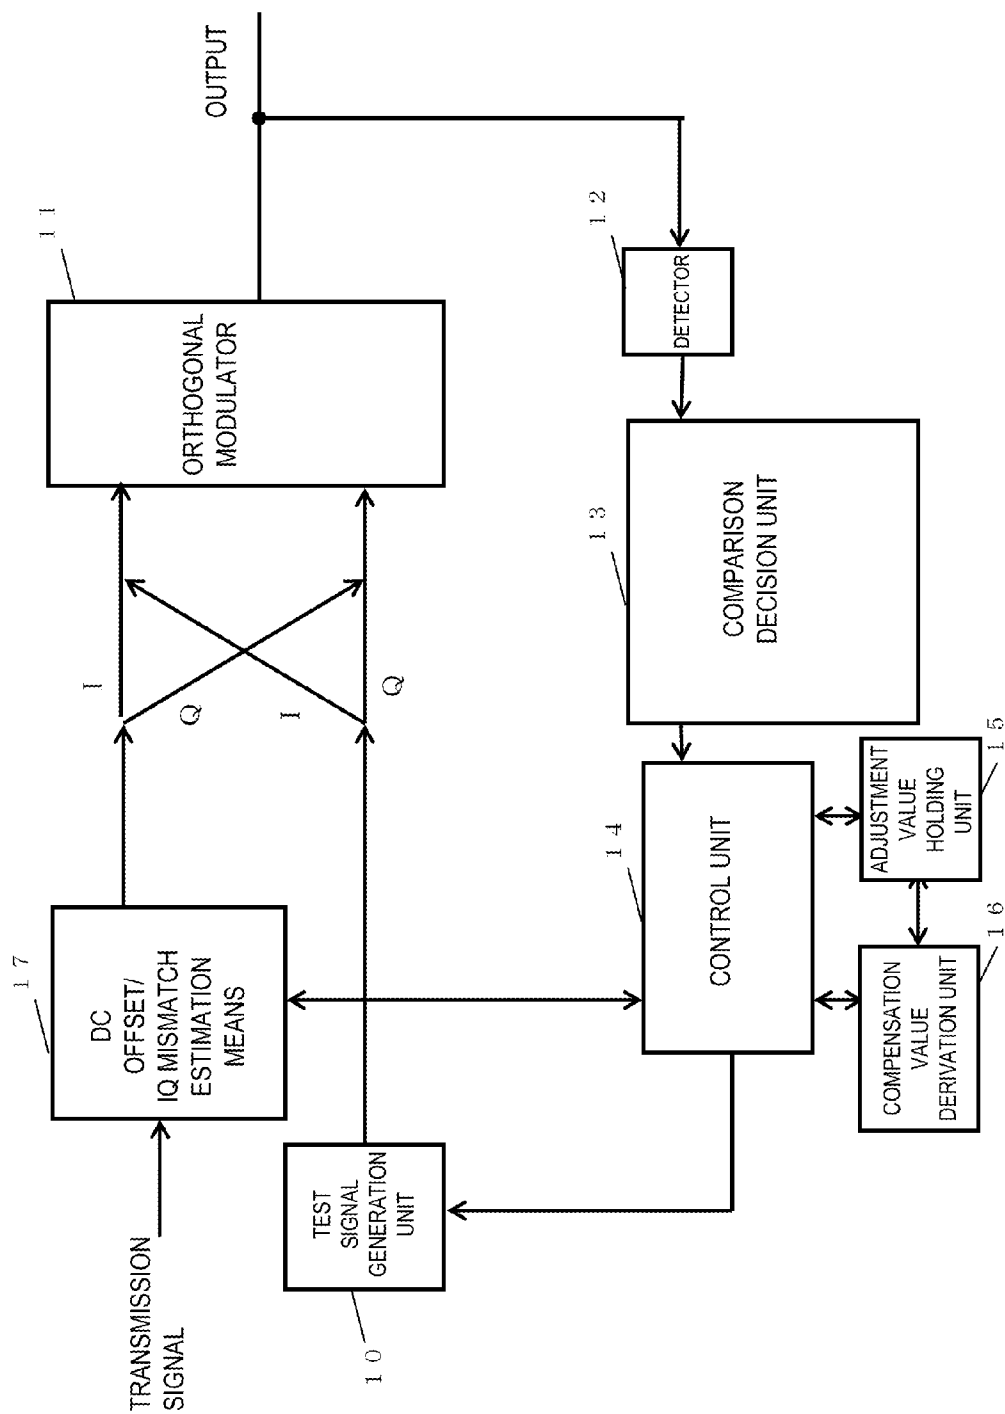 TRANSMISSION
SIGNAL
17
DC
OFFSET/
IQ MISMATCH
ESTIMATION
MEANS
I
Q
11
ORTHOGONAL
MODULATOR
OUTPUT
10
TEST
SIGNAL
GENERATION
UNIT
I
Q
14
CONTROL UNIT
13
COMPARISON
DECISION UNIT
12
DETECTOR
16
COMPENSATION
VALUE
DERIVATION UNIT
15
ADJUSTMENT
VALUE
HOLDING
UNIT